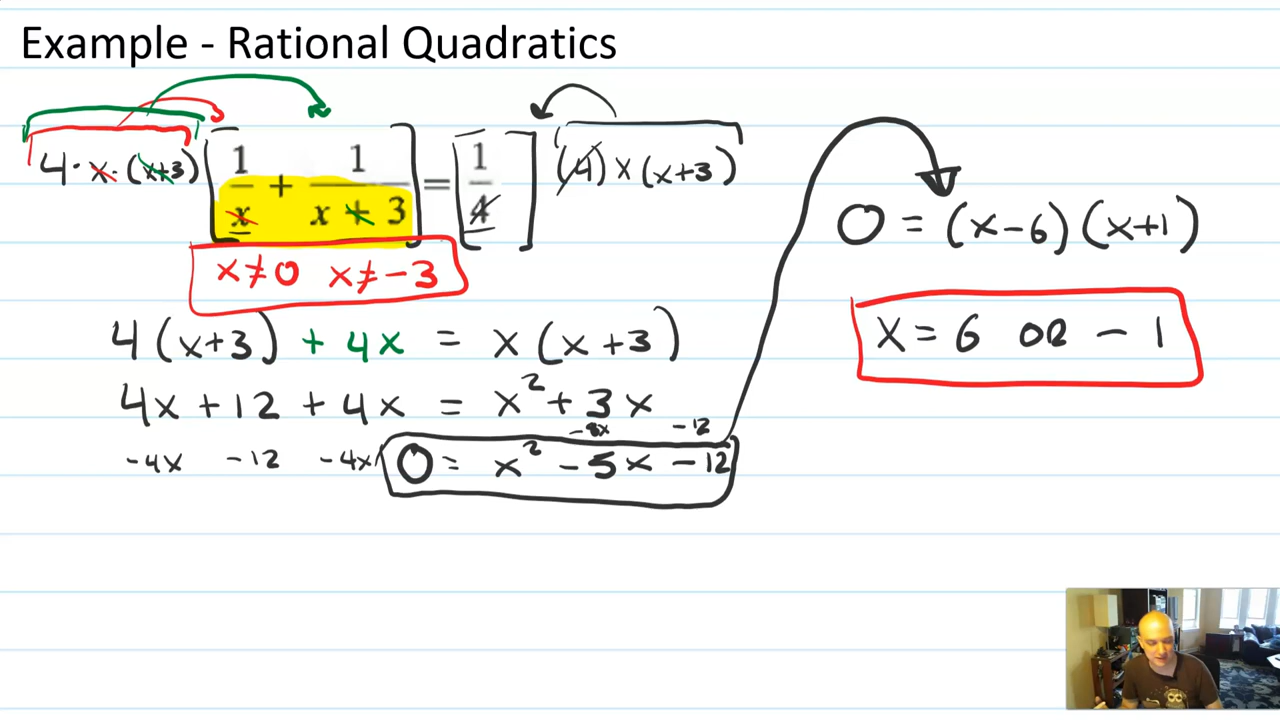 Example - Rational Quadratics
4 · x · (x+3) [ 1/x + 1/(x + 3) ] = [ 1/4 ] (4) x (x+3)
x ≠ 0 x ≠ -3
4 (x+3) + 4x = x (x + 3)
4x + 12 + 4x = x² + 3x
-8x -12
-4x -12 -4x 0 = x² - 5x - 12
0 = (x-6) (x+1)
x = 6 OR - 1